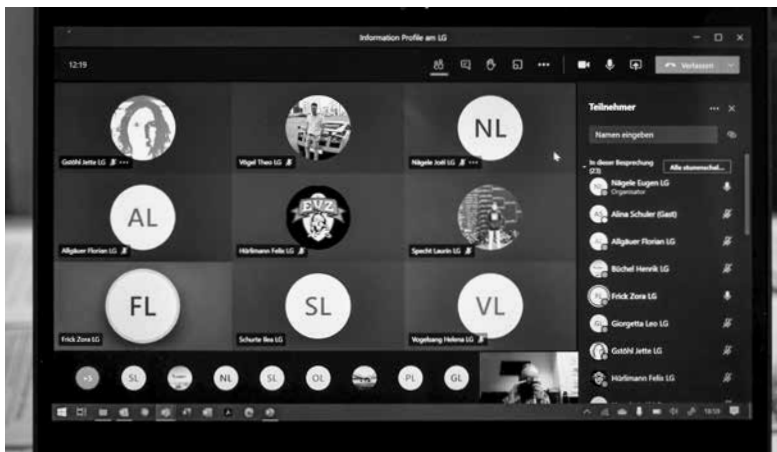 Information Profile am LG
12:19
Verlassen
Teilnehmer
Namen eingeben
In dieser Besprechung (23)
Alle stummschal...
Gstöhl Jette LG
Vögel Theo LG
NL
Nägele Joël LG
AL
Allgäuer Florian LG
EVZ
Hürlimann Felix LG
Specht Laurin LG
FL
Frick Zora LG
SL
Schurte Ilea LG
VL
Vogelsang Helena LG
Nägele Eugen LG
Organisator
Alina Schuler (Gast)
Allgäuer Florian LG
Büchel Henrik LG
Frick Zora LG
Giorgetta Leo LG
Gstöhl Jette LG
Hürlimann Felix LG
+1
SL
NL
SL
OL
PL
GL